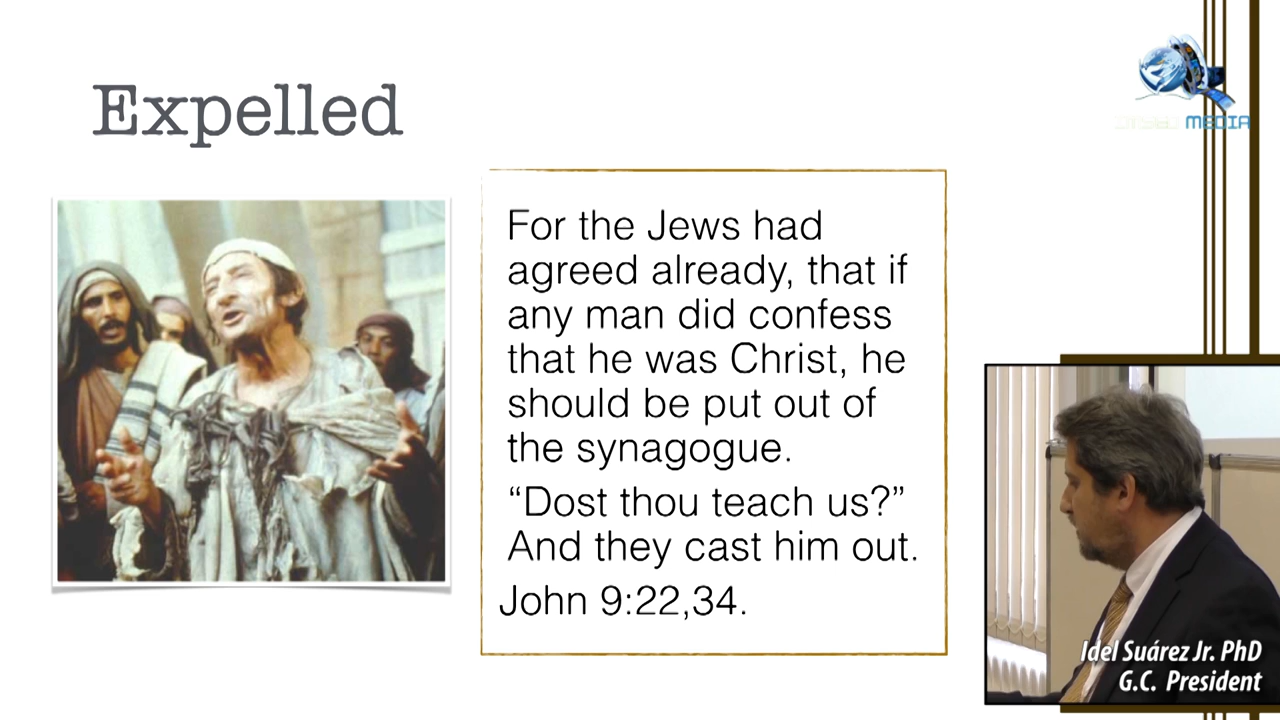 Expelled
For the Jews had
agreed already, that if
any man did confess
that he was Christ, he
should be put out of
the synagogue.
“Dost thou teach us?”
And they cast him out.
John 9:22,34.
MEDIA
Idel Suárez Jr. PhD
G.C. President